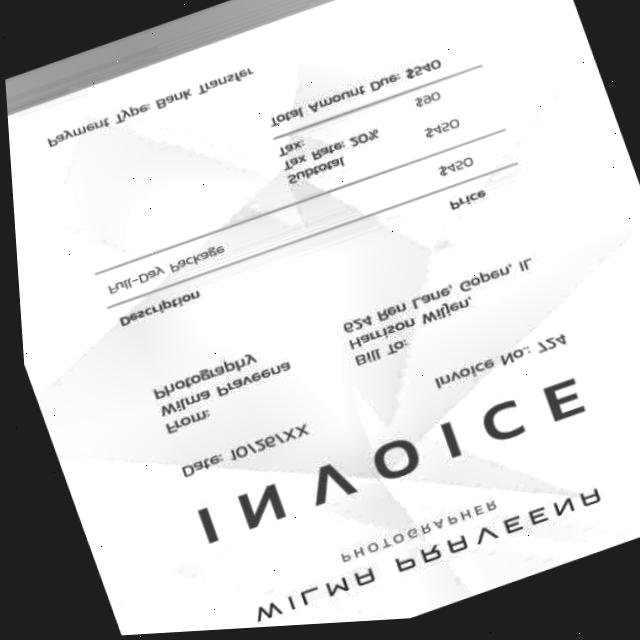 WILMA PRAVEENA
PHOTOGRAPHER
INVOICE
Date: 10/26/XX
Invoice No.: 724
From:
Wilma Praveena
Photography
Bill To:
Harrison Wiljen,
624 Ren Lane, Gopen, IL
Description Price
Full-Day Package $450
Subtotal $450
Tax Rate: 20%
Tax: $90
Total Amount Due: $540
Payment Type: Bank Transfer